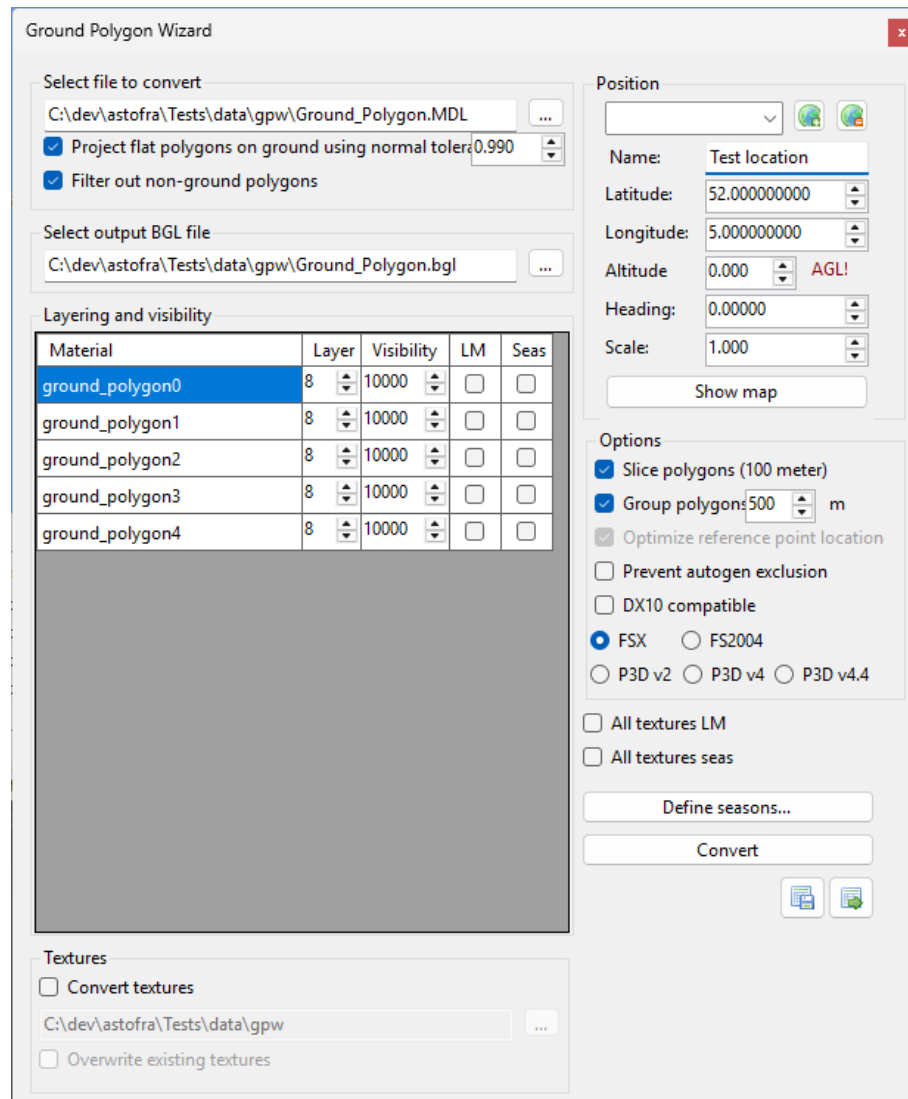 Ground Polygon Wizard
x
Select file to convert
C:\dev\astofra\Tests\data\gpw\Ground_Polygon.MDL
...
Project flat polygons on ground using normal tolera
0.990
Filter out non-ground polygons
Select output BGL file
C:\dev\astofra\Tests\data\gpw\Ground_Polygon.bgl
...
Layering and visibility
Material Layer Visibility LM Seas
ground_polygon0 8 10000
ground_polygon1 8 10000
ground_polygon2 8 10000
ground_polygon3 8 10000
ground_polygon4 8 10000
Textures
Convert textures
C:\dev\astofra\Tests\data\gpw
...
Overwrite existing textures
Position
Name: Test location
Latitude: 52.000000000
Longitude: 5.000000000
Altitude 0.000 AGL!
Heading: 0.00000
Scale: 1.000
Show map
Options
Slice polygons (100 meter)
Group polygons 500 m
Optimize reference point location
Prevent autogen exclusion
DX10 compatible
FSX FS2004
P3D v2 P3D v4 P3D v4.4
All textures LM
All textures seas
Define seasons...
Convert